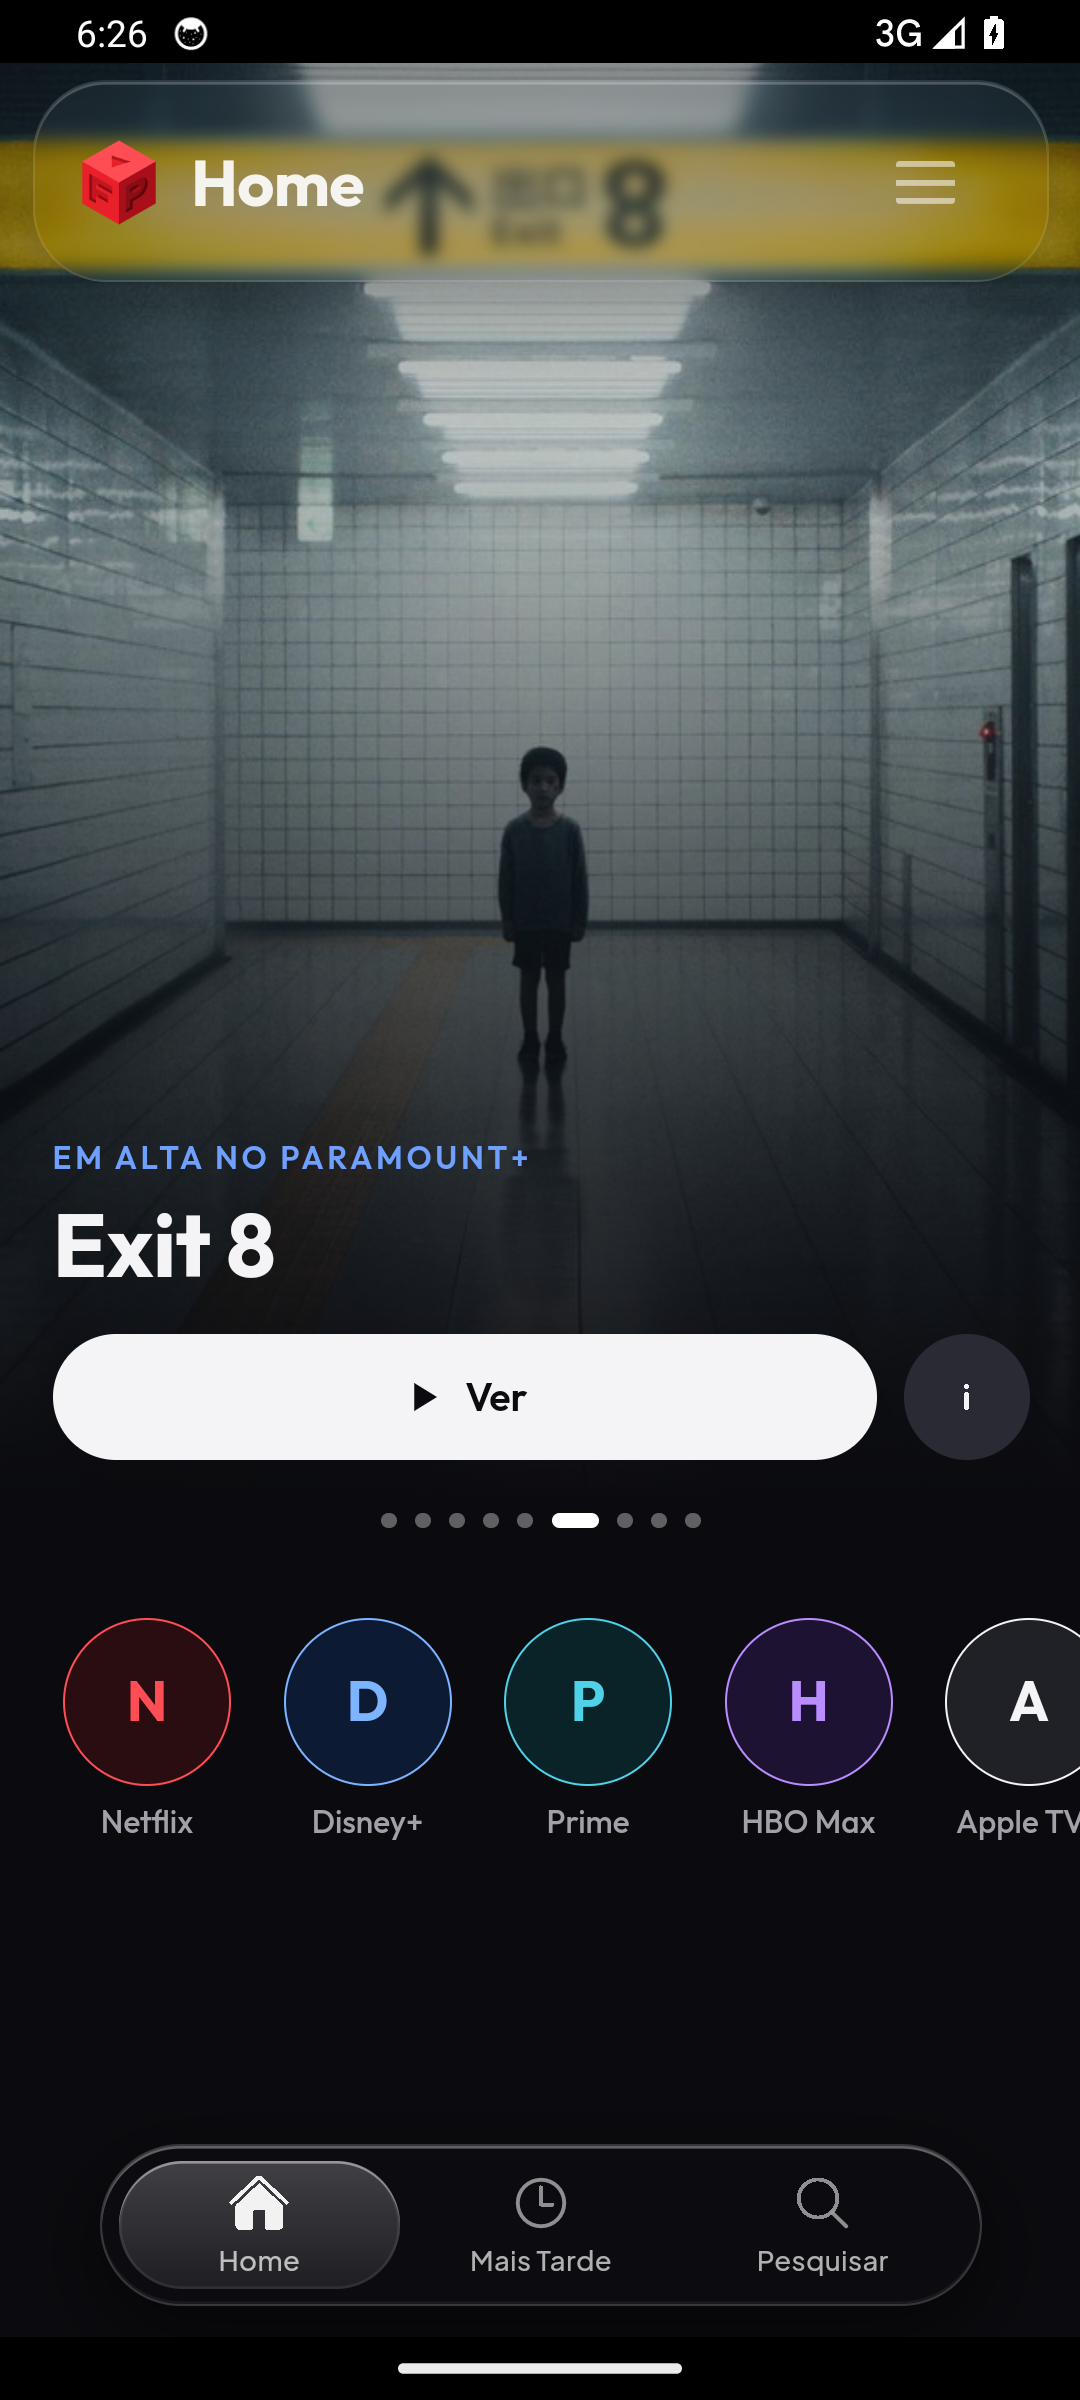 6:26
3G
Home
8
EM ALTA NO PARAMOUNT+
Exit 8
Ver
i
N
D
P
H
A
Netflix
Disney+
Prime
HBO Max
Apple TV
Home
Mais Tarde
Pesquisar